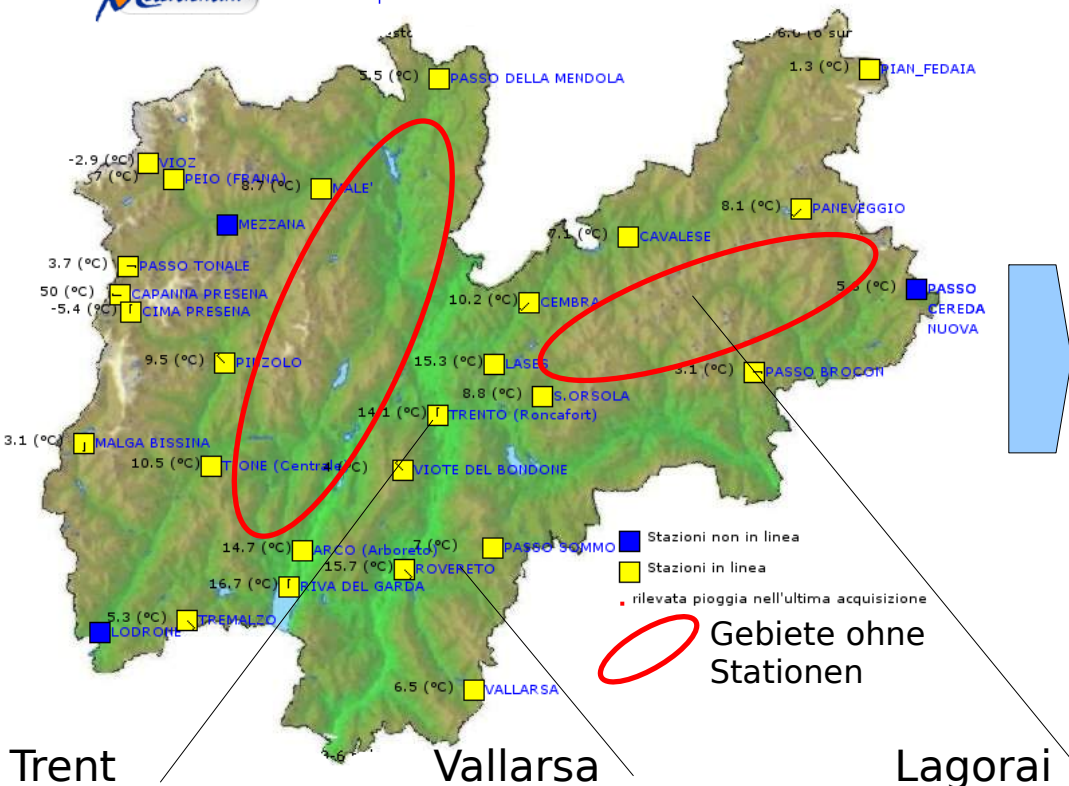 5.5 (°C) PASSO DELLA MENDOLA
1.3 (°C) PIAN_FEDAIA
-2.9 (°C) VIOZ
7 (°C) PEIO (FRANA)
8.7 (°C) MALE'
MEZZANA
8.1 (°C) PANEVEGGIO
7.1 (°C) CAVALESE
3.7 (°C) PASSO TONALE
50 (°C) CAPANNA PRESENA
-5.4 (°C) CIMA PRESENA
10.2 (°C) CEMBRA
PASSO
CEREDA
NUOVA
9.5 (°C) PINZOLO
15.3 (°C) LASES
3.1 (°C) PASSO BROCON
8.8 (°C) S.ORSOLA
14.1 (°C) TRENTO (Roncafort)
3.1 (°C) MALGA BISSINA
10.5 (°C) TIONE (Centrale)
4 (°C) VIOTE DEL BONDONE
14.7 (°C) ARCO (Arboreto)
7 (°C) PASSO SOMMO
15.7 (°C) ROVERETO
16.7 (°C) RIVA DEL GARDA
5.3 (°C) TREMALZO
LODRONE
6.5 (°C) VALLARSA
Stazioni non in linea
Stazioni in linea
rilevata pioggia nell'ultima acquisizione
Gebiete ohne
Stationen
Trent
Vallarsa
Lagorai